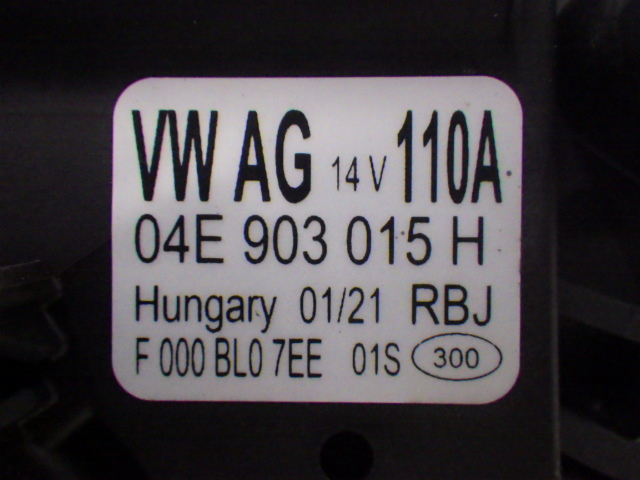 VW AG 14 V 110A
04E 903 015 H
Hungary 01/21 RBJ
F 000 BL0 7EE 01S 300